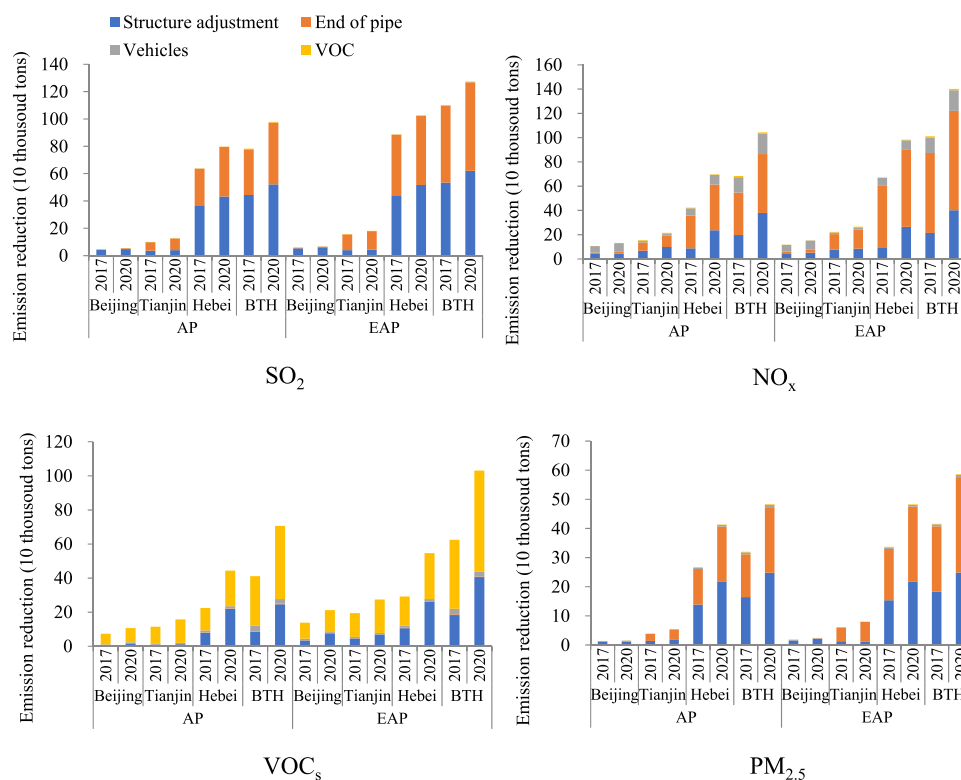 Structure adjustment
End of pipe
Vehicles
VOC
Emission reduction (10 thousoud tons)
140
120
100
80
60
40
20
0
2017 2020 2017 2020 2017 2020 2017 2020 2017 2020 2017 2020 2017 2020 2017 2020
Beijing Tianjin Hebei BTH Beijing Tianjin Hebei BTH
AP EAP
SO2
Emission reduction (10 thousoud tons)
160
140
120
100
80
60
40
20
0
2017 2020 2017 2020 2017 2020 2017 2020 2017 2020 2017 2020 2017 2020 2017 2020
Beijing Tianjin Hebei BTH Beijing Tianjin Hebei BTH
AP EAP
NOx
Emission reduction (10 thousoud tons)
120
100
80
60
40
20
0
2017 2020 2017 2020 2017 2020 2017 2020 2017 2020 2017 2020 2017 2020 2017 2020
Beijing Tianjin Hebei BTH Beijing Tianjin Hebei BTH
AP EAP
VOCs
Emission reduction (10 thousoud tons)
70
60
50
40
30
20
10
0
2017 2020 2017 2020 2017 2020 2017 2020 2017 2020 2017 2020 2017 2020 2017 2020
Beijing Tianjin Hebei BTH Beijing Tianjin Hebei BTH
AP EAP
PM2.5